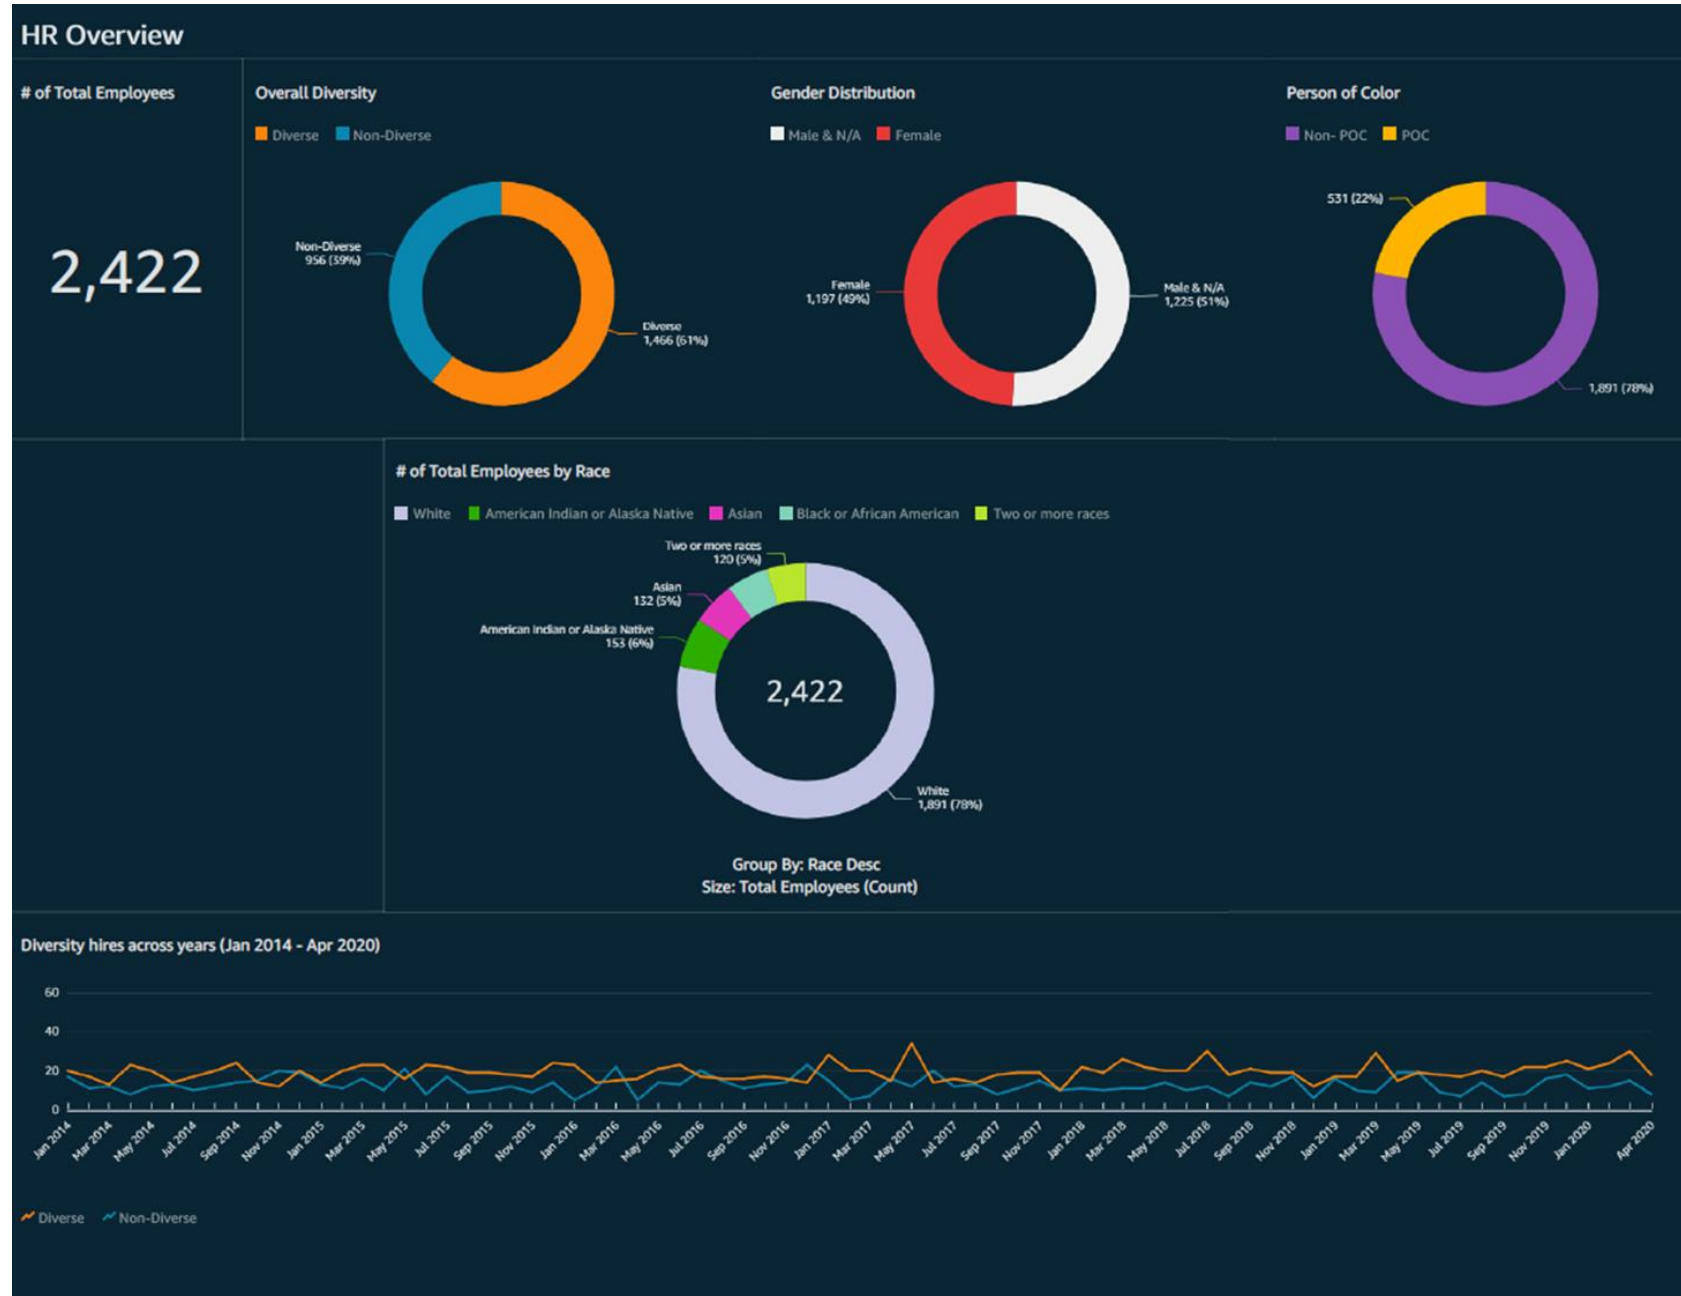 HR Overview
# of Total Employees
2,422
Overall Diversity
Diverse Non-Diverse
Non-Diverse
956 (39%)
Diverse
1,466 (61%)
Gender Distribution
Male & N/A Female
Female
1,197 (49%)
Male & N/A
1,225 (51%)
Person of Color
Non- POC POC
531 (22%)
1,891 (78%)
# of Total Employees by Race
White American Indian or Alaska Native Asian Black or African American Two or more races
Two or more races
120 (5%)
Asian
132 (5%)
American Indian or Alaska Native
153 (6%)
2,422
White
1,891 (78%)
Group By: Race Desc
Size: Total Employees (Count)
Diversity hires across years (Jan 2014 - Apr 2020)
60
40
20
0
Jan 2014 Mar 2014 May 2014 Jul 2014 Sep 2014 Nov 2014 Jan 2015 Mar 2015 May 2015 Jul 2015 Sep 2015 Nov 2015 Jan 2016 Mar 2016 May 2016 Jul 2016 Sep 2016 Nov 2016 Jan 2017 Mar 2017 May 2017 Jul 2017 Sep 2017 Nov 2017 Jan 2018 Mar 2018 May 2018 Jul 2018 Sep 2018 Nov 2018 Jan 2019 Mar 2019 May 2019 Jul 2019 Sep 2019 Nov 2019 Jan 2020 Apr 2020
Diverse Non-Diverse